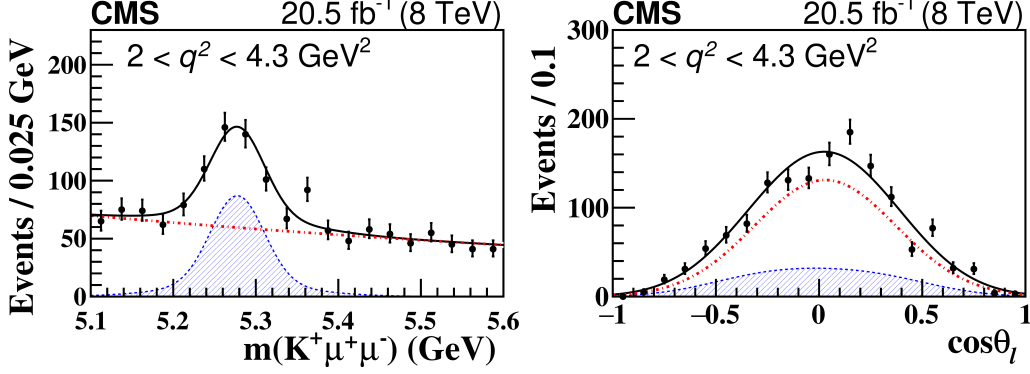 CMS 20.5 fb⁻¹ (8 TeV)
2 < q² < 4.3 GeV²
Events / 0.025 GeV
200
150
100
50
0
5.1 5.2 5.3 5.4 5.5 5.6
m(K⁺μ⁺μ⁻) (GeV)
CMS 20.5 fb⁻¹ (8 TeV)
2 < q² < 4.3 GeV²
Events / 0.1
300
200
100
0
−1 −0.5 0 0.5 1
cosθₗ